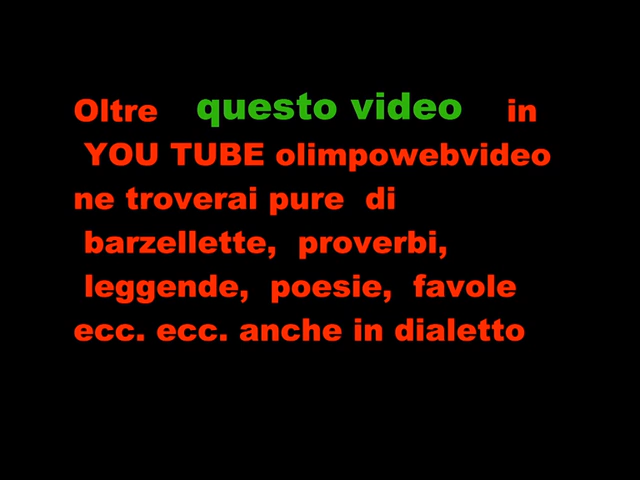 Oltre questo video in
YOU TUBE olimpowebvideo
ne troverai pure di
barzellette, proverbi,
leggende, poesie, favole
ecc. ecc. anche in dialetto